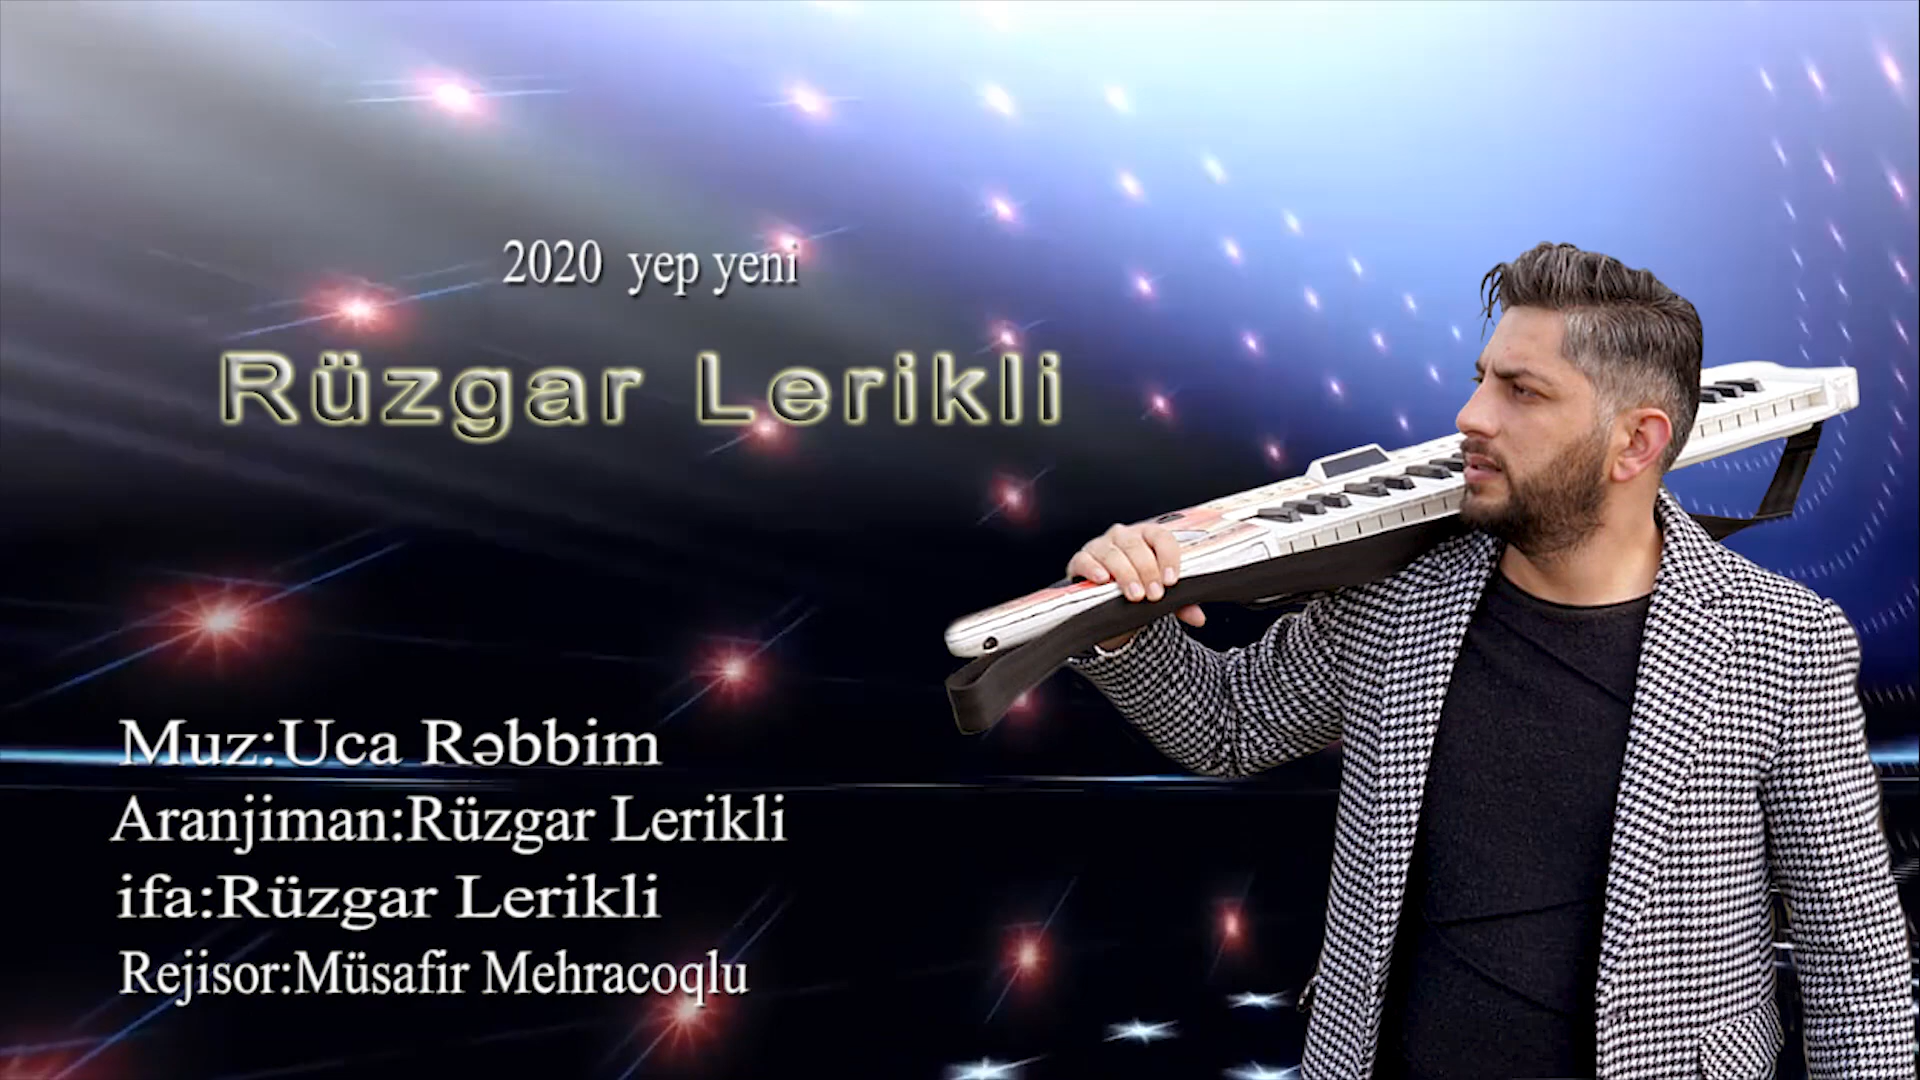 2020 yep yeni
Rüzgar Lerikli
Muz:Uca Rəbbim
Aranjiman:Rüzgar Lerikli
ifa:Rüzgar Lerikli
Rejisor:Müsafir Mehracoqlu